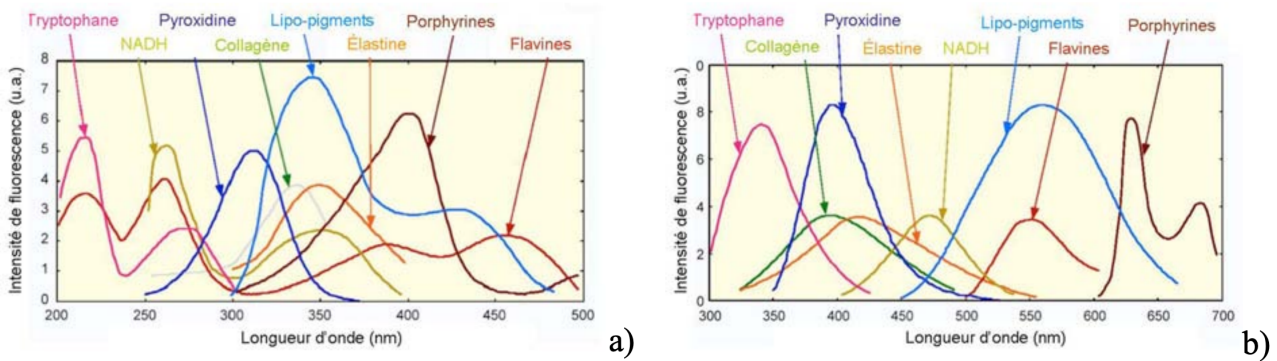 Tryptophane
Pyroxidine
Lipo-pigments
Porphyrines
NADH
Collagène
Élastine
Flavines
Intensité de fluorescence (u.a.)
8
7
6
5
4
3
2
1
0
200
250
300
350
400
450
500
Longueur d'onde (nm)
a)
Tryptophane
Pyroxidine
Lipo-pigments
Porphyrines
Collagène
Élastine
NADH
Flavines
Intensité de fluorescence (u.a.)
0
8
6
4
2
0
300
350
400
450
500
550
600
650
700
Longueur d'onde (nm)
b)